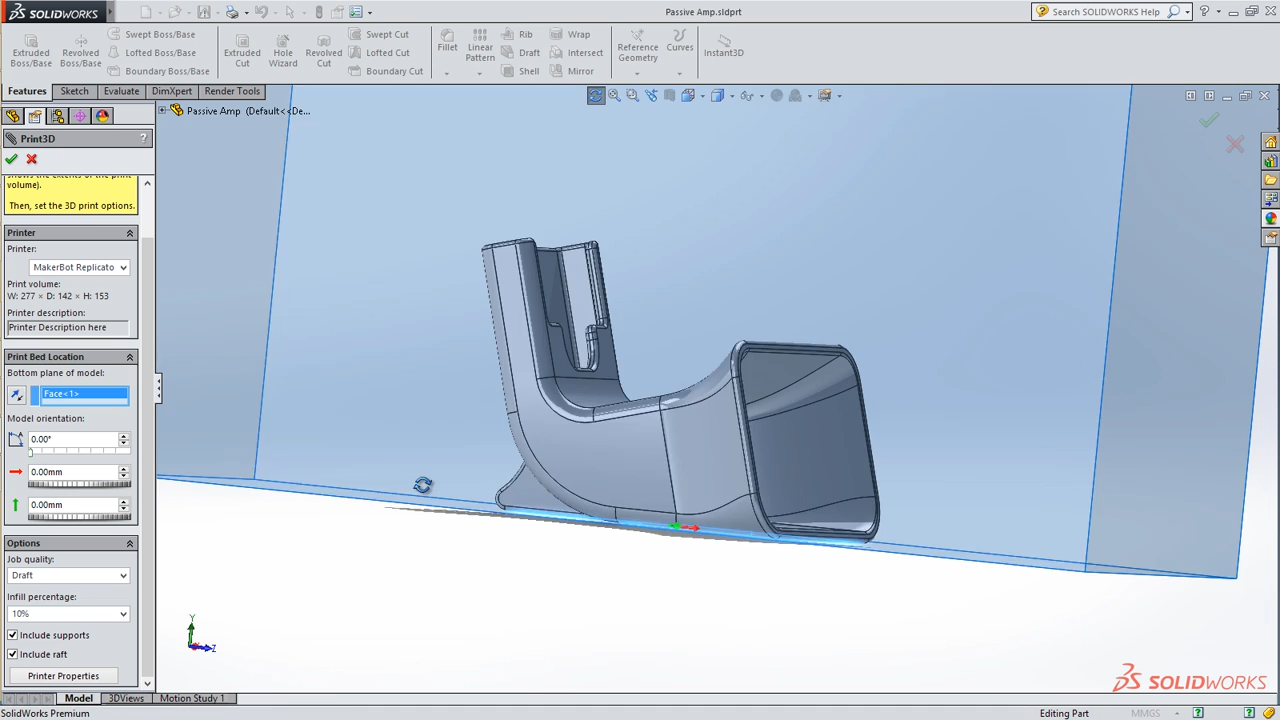 SOLIDWORKS
Passive Amp.sldprt
Search SOLIDWORKS Help
Extruded Boss/Base
Revolved Boss/Base
Swept Boss/Base
Lofted Boss/Base
Boundary Boss/Base
Extruded Cut
Hole Wizard
Revolved Cut
Swept Cut
Lofted Cut
Boundary Cut
Fillet
Linear Pattern
Rib
Draft
Shell
Wrap
Intersect
Mirror
Reference Geometry
Curves
Instant3D
Features
Sketch
Evaluate
DimXpert
Render Tools
Passive Amp (Default<<De...
Print3D
?
volume).
Then, set the 3D print options.
Printer
Printer:
MakerBot Replicato
Print volume:
W: 277 × D: 142 × H: 153
Printer description:
Printer Description here
Print Bed Location
Bottom plane of model:
Face<1>
Model orientation:
0.00°
0.00mm
0.00mm
Options
Job quality:
Draft
Infill percentage:
10%
Include supports
Include raft
Printer Properties
Y
Z
SOLIDWORKS
Model
3DViews
Motion Study 1
SolidWorks Premium
Editing Part
MMGS